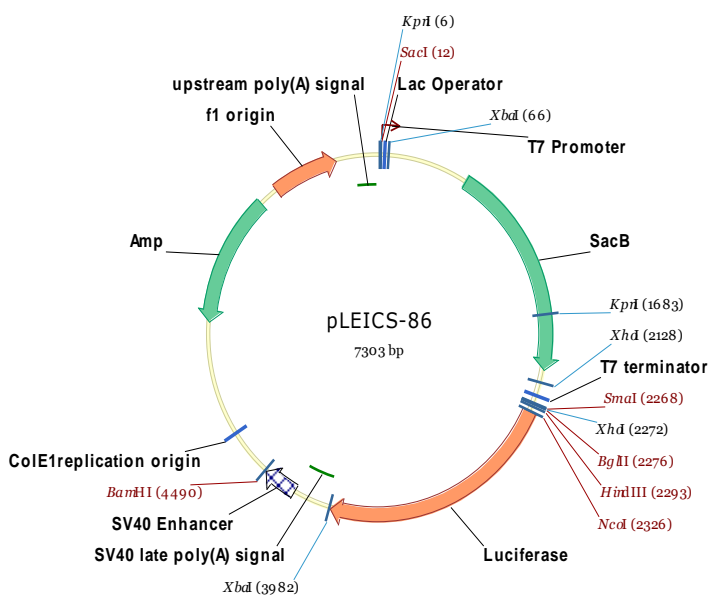 KpnI (6)
SacI (12)
upstream poly(A) signal
Lac Operator
f1 origin
XbaI (66)
T7 Promoter
Amp
SacB
KpnI (1683)
pLEICS-86
XhoI (2128)
7303 bp
T7 terminator
SmaI (2268)
XhoI (2272)
ColE1replication origin
BglII (2276)
BamHI (4490)
HindIII (2293)
SV40 Enhancer
NcoI (2326)
SV40 late poly(A) signal
Luciferase
XbaI (3982)